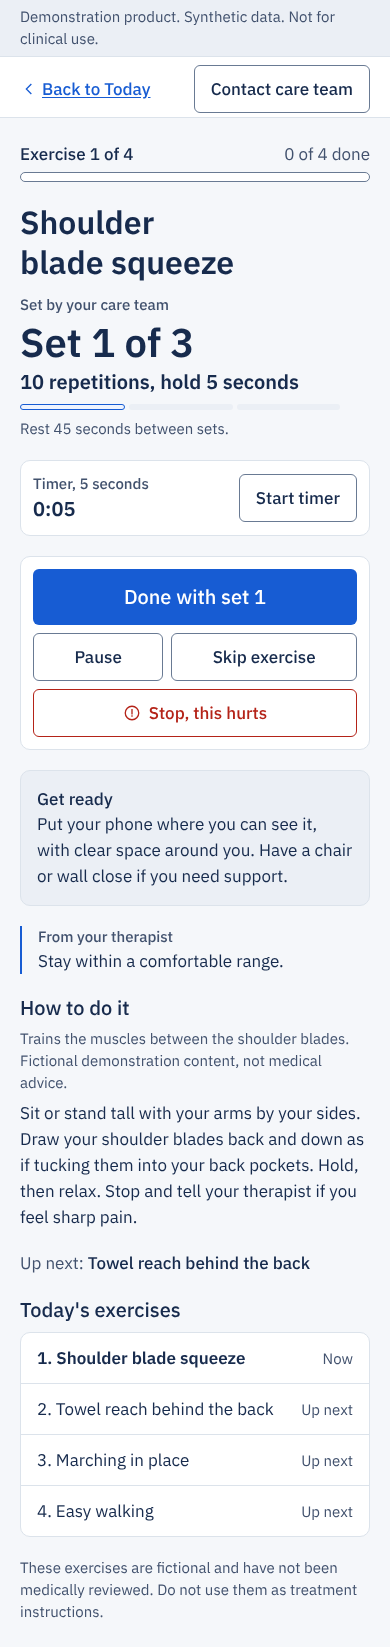 Demonstration product. Synthetic data. Not for
clinical use.
Back to Today
Contact care team
Exercise 1 of 4
0 of 4 done
Shoulder
blade squeeze
Set by your care team
Set 1 of 3
10 repetitions, hold 5 seconds
Rest 45 seconds between sets.
Timer, 5 seconds
0:05
Start timer
Done with set 1
Pause
Skip exercise
Stop, this hurts
Get ready
Put your phone where you can see it,
with clear space around you. Have a chair
or wall close if you need support.
From your therapist
Stay within a comfortable range.
How to do it
Trains the muscles between the shoulder blades.
Fictional demonstration content, not medical
advice.
Sit or stand tall with your arms by your sides.
Draw your shoulder blades back and down as
if tucking them into your back pockets. Hold,
then relax. Stop and tell your therapist if you
feel sharp pain.
Up next: Towel reach behind the back
Today's exercises
1. Shoulder blade squeeze
Now
2. Towel reach behind the back
Up next
3. Marching in place
Up next
4. Easy walking
Up next
These exercises are fictional and have not been
medically reviewed. Do not use them as treatment
instructions.